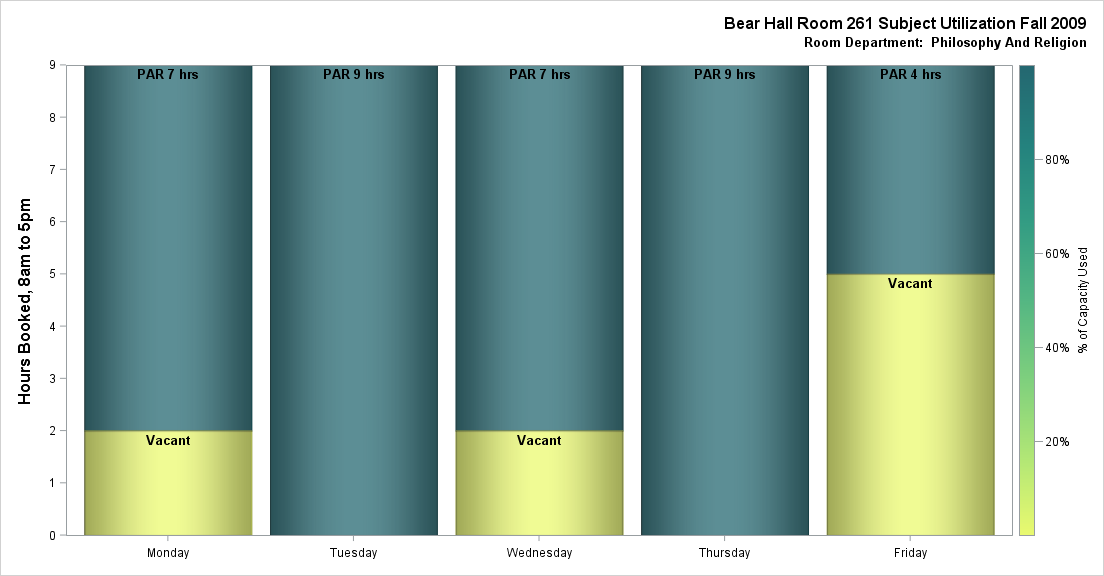 Bear Hall Room 261 Subject Utilization Fall 2009
Room Department:  Philosophy And Religion
Hours Booked, 8am to 5pm
9
8
7
6
5
4
3
2
1
0
PAR 7 hrs
PAR 9 hrs
PAR 7 hrs
PAR 9 hrs
PAR 4 hrs
Vacant
Vacant
Vacant
Monday
Tuesday
Wednesday
Thursday
Friday
80%
60%
40%
20%
% of Capacity Used